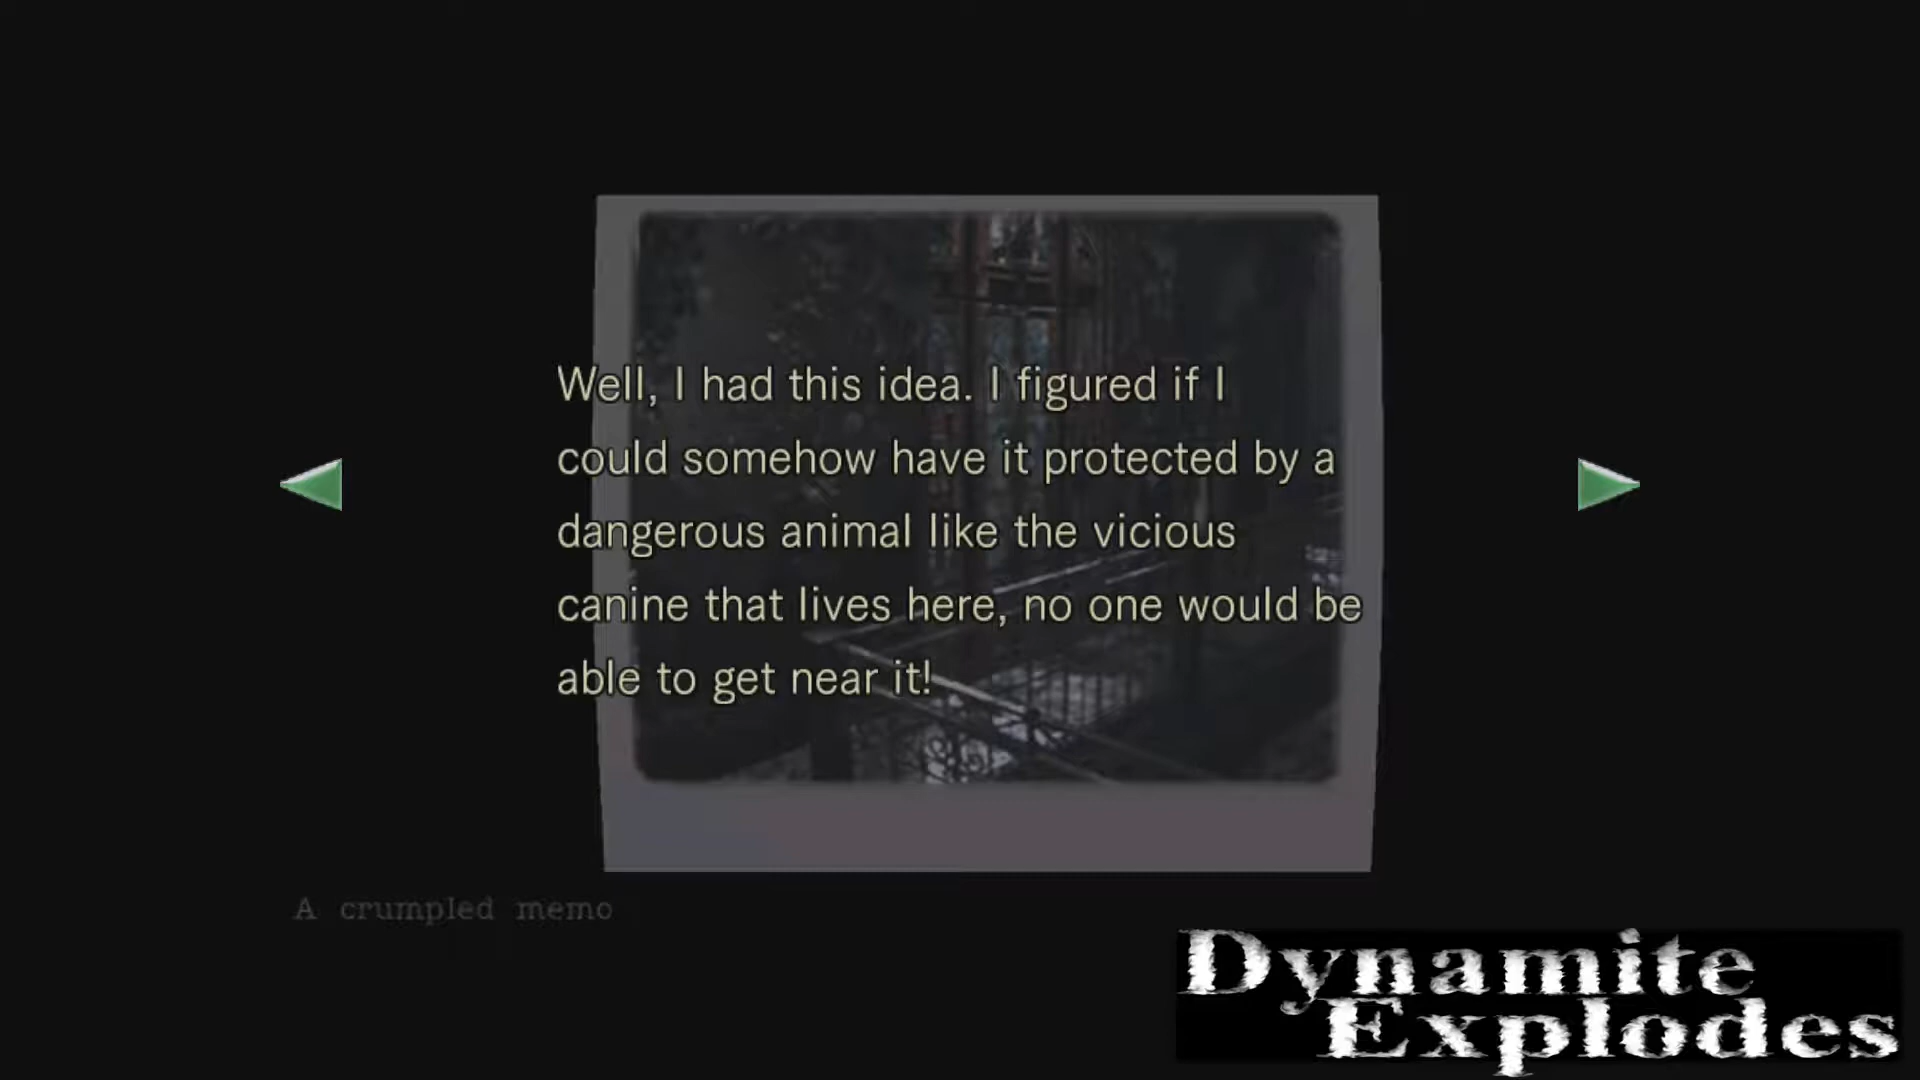 Well, I had this idea. I figured if I
could somehow have it protected by a
dangerous animal like the vicious
canine that lives here, no one would be
able to get near it!
A crumpled memo
Dynamite
Explodes